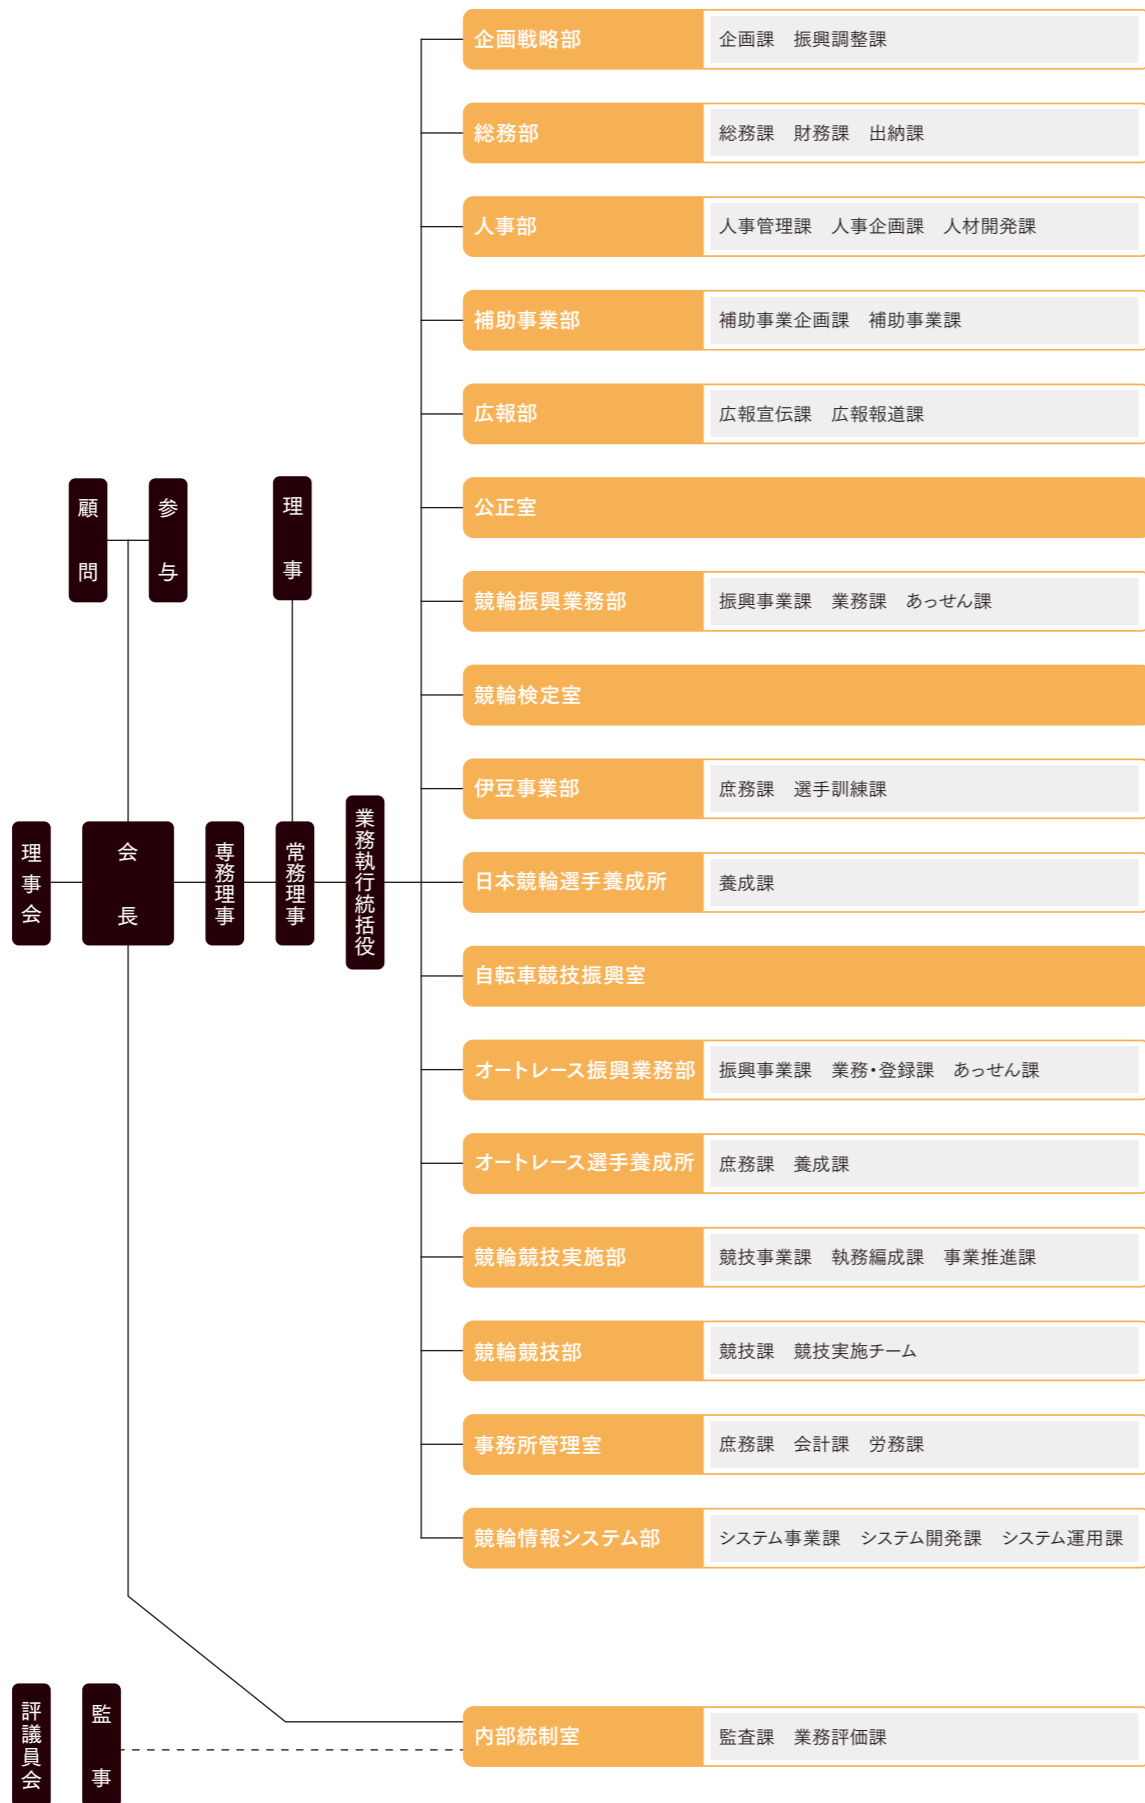 企画戦略部 企画課 振興調整課
総務部 総務課 財務課 出納課
人事部 人事管理課 人事企画課 人材開発課
補助事業部 補助事業企画課 補助事業課
広報部 広報宣伝課 広報報道課
公正室
競輪振興業務部 振興事業課 業務課 あっせん課
競輪検定室
伊豆事業部 庶務課 選手訓練課
日本競輪選手養成所 養成課
自転車競技振興室
オートレース振興業務部 振興事業課 業務・登録課 あっせん課
オートレース選手養成所 庶務課 養成課
競輪競技実施部 競技事業課 執務編成課 事業推進課
競輪競技部 競技課 競技実施チーム
事務所管理室 庶務課 会計課 労務課
競輪情報システム部 システム事業課 システム開発課 システム運用課
顧問
参与
理事
理事会
会長
専務理事
常務理事
業務執行統括役
評議員会
監事
内部統制室 監査課 業務評価課